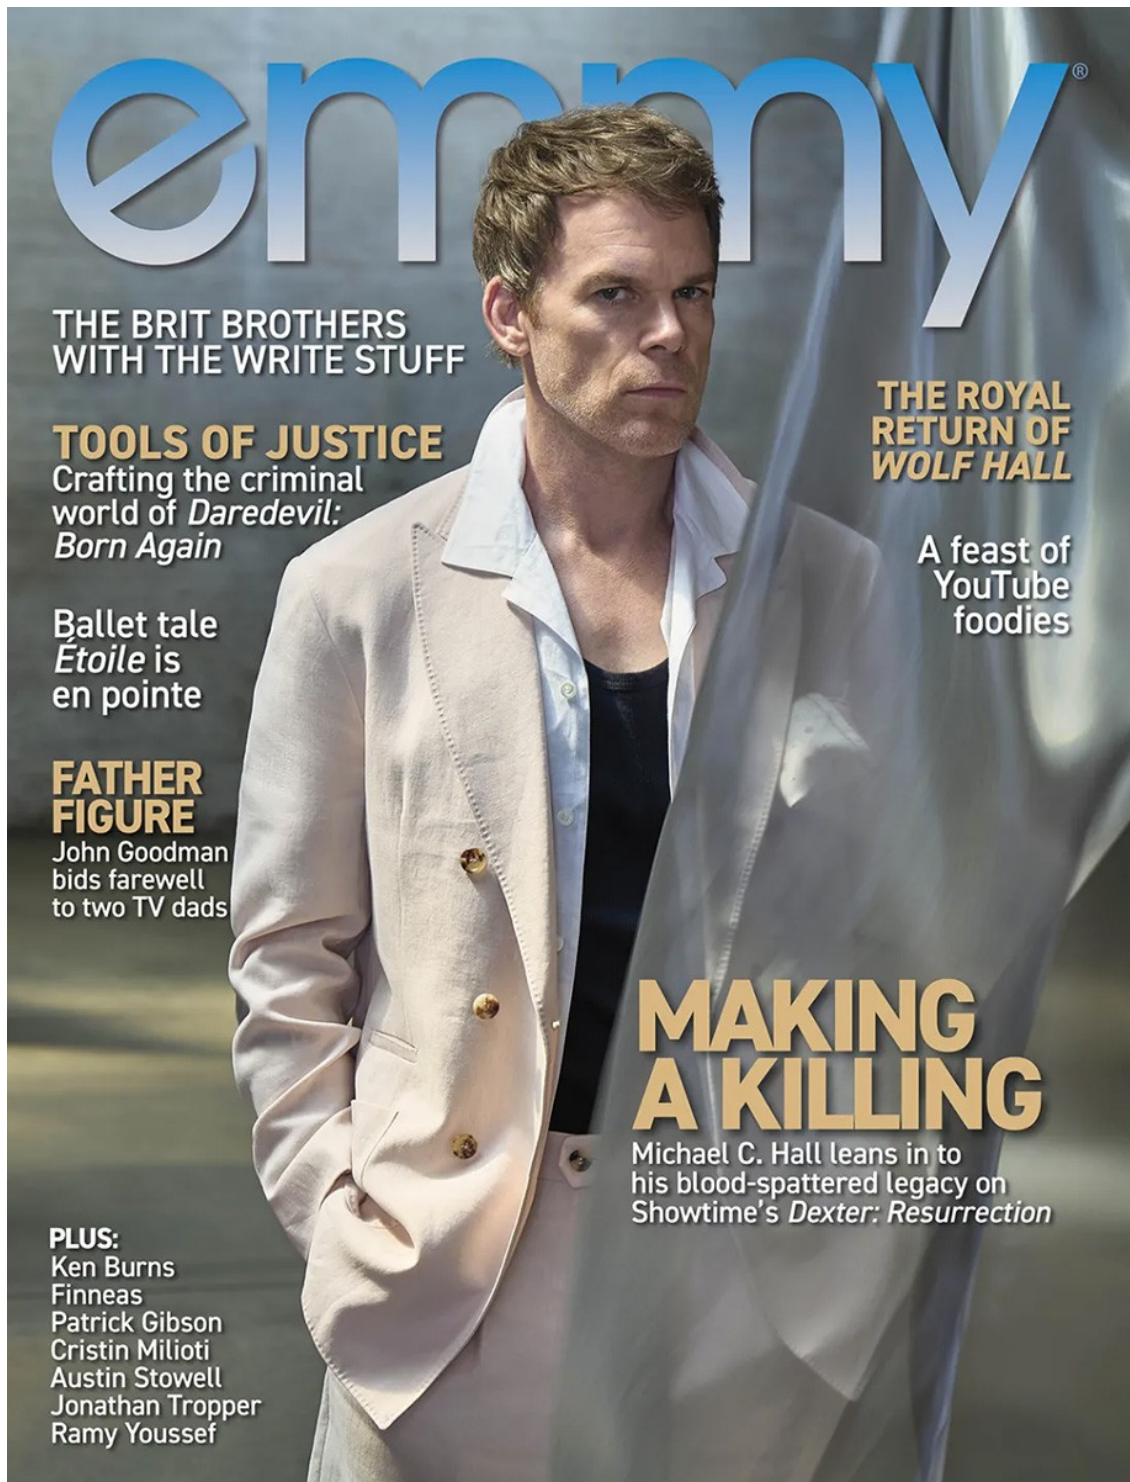 emmy®
THE BRIT BROTHERS
WITH THE WRITE STUFF
TOOLS OF JUSTICE
Crafting the criminal
world of Daredevil:
Born Again
Ballet tale
Étoile is
en pointe
FATHER
FIGURE
John Goodman
bids farewell
to two TV dads
THE ROYAL
RETURN OF
WOLF HALL
A feast of
YouTube
foodies
MAKING
A KILLING
Michael C. Hall leans in to
his blood-spattered legacy on
Showtime's Dexter: Resurrection
PLUS:
Ken Burns
Finneas
Patrick Gibson
Cristin Milioti
Austin Stowell
Jonathan Tropper
Ramy Youssef